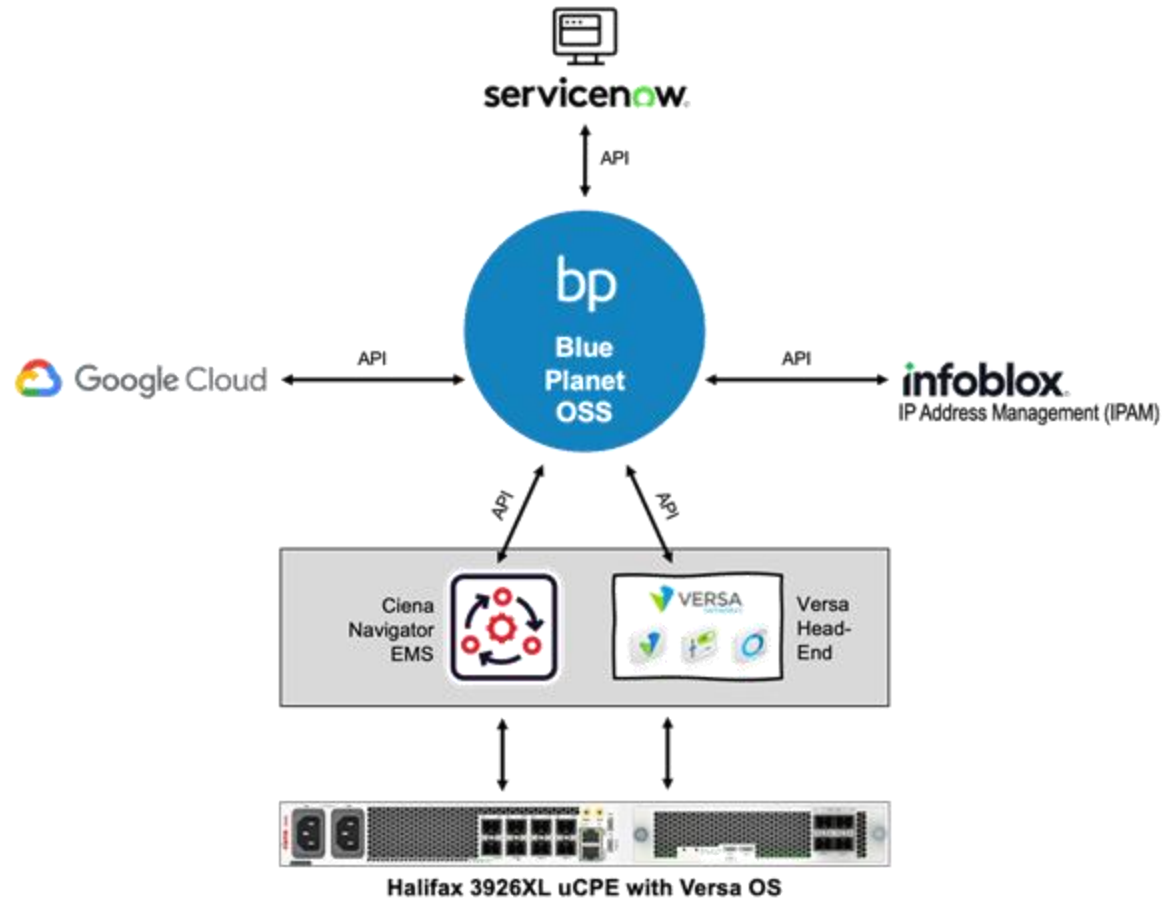 servicenow
API
bp
Blue
Planet
OSS
API
Google Cloud
API
infoblox
IP Address Management (IPAM)
API
API
Ciena
Navigator
EMS
VERSA
NETWORKS
Versa
Head-
End
Halifax 3926XL uCPE with Versa OS